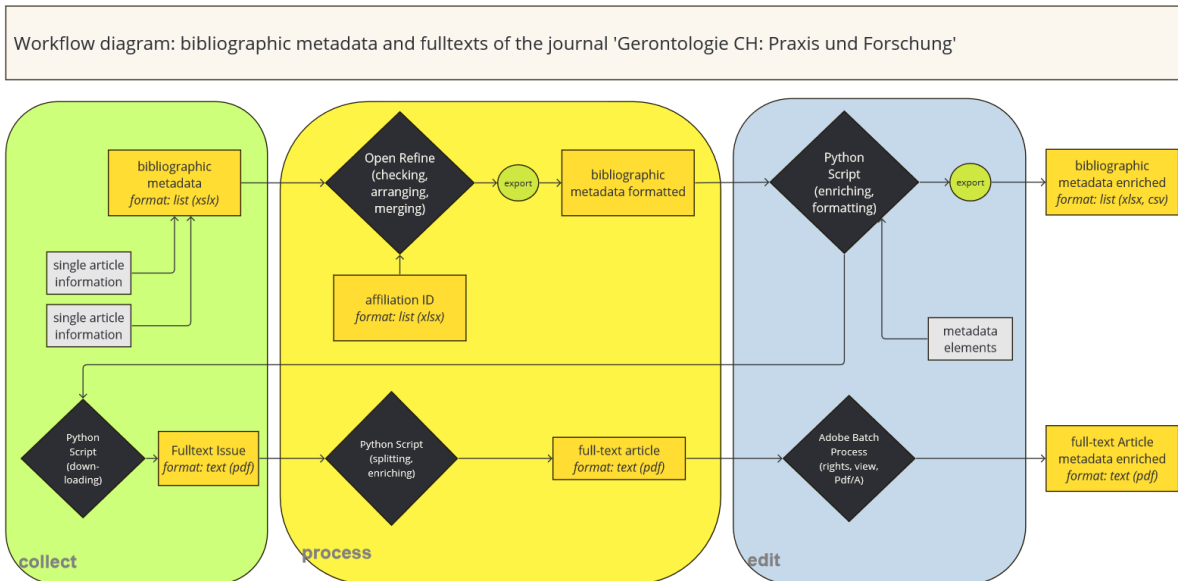 Workflow diagram: bibliographic metadata and fulltexts of the journal 'Gerontologie CH: Praxis und Forschung'
bibliographic
metadata
format: list (xslx)
single article
information
single article
information
Open Refine
(checking,
arranging,
merging)
export
bibliographic
metadata formatted
affiliation ID
format: list (xlsx)
Python
Script
(enriching,
formatting)
export
bibliographic
metadata enriched
format: list (xlsx, csv)
metadata
elements
Python
Script
(down-
loading)
Fulltext Issue
format: text (pdf)
Python Script
(splitting,
enriching)
full-text article
format: text (pdf)
Adobe Batch
Process
(rights, view,
Pdf/A)
full-text Article
metadata enriched
format: text (pdf)
collect
process
edit